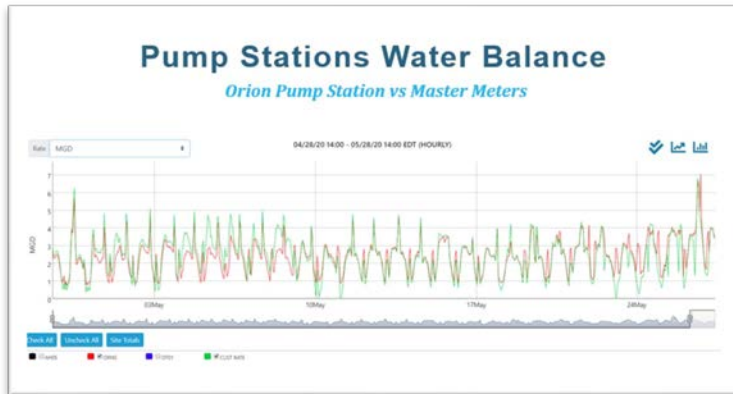 Pump Stations Water Balance
Orion Pump Station vs Master Meters
Rate MGD
04/28/20 14:00 - 05/28/20 14:00 EDT (HOURLY)
7
6
5
4
3
2
1
0
MGD
03May
10May
17May
24May
Check All Uncheck All Site Totals